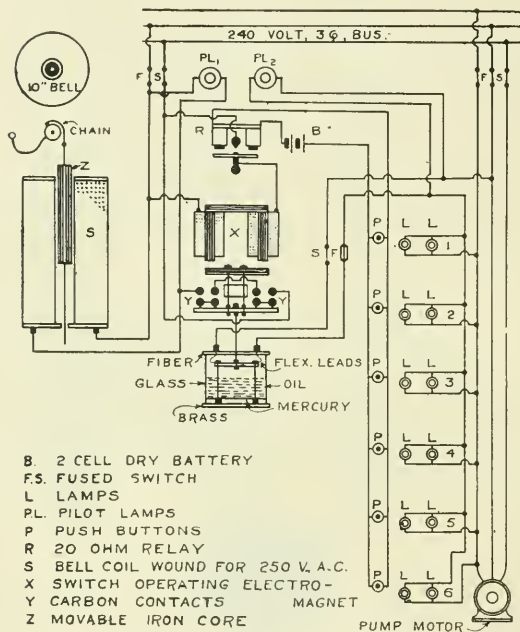 240 VOLT, 3Ϭ, BUS.
F S
PL1 PL2
F S
10" BELL
CHAIN
R B
Z
S
X
P L L
1
S F
Y Y
P L L
2
FIBER FLEX. LEADS
GLASS OIL
MERCURY
BRASS
P L L
3
P L L
4
P L L
5
P L L
6
B. 2 CELL DRY BATTERY
F.S. FUSED SWITCH
L LAMPS
P.L. PILOT LAMPS
P PUSH BUTTONS
R 20 OHM RELAY
S BELL COIL WOUND FOR 250 V. A.C.
X SWITCH OPERATING ELECTRO-
Y CARBON CONTACTS MAGNET
Z MOVABLE IRON CORE
PUMP MOTOR